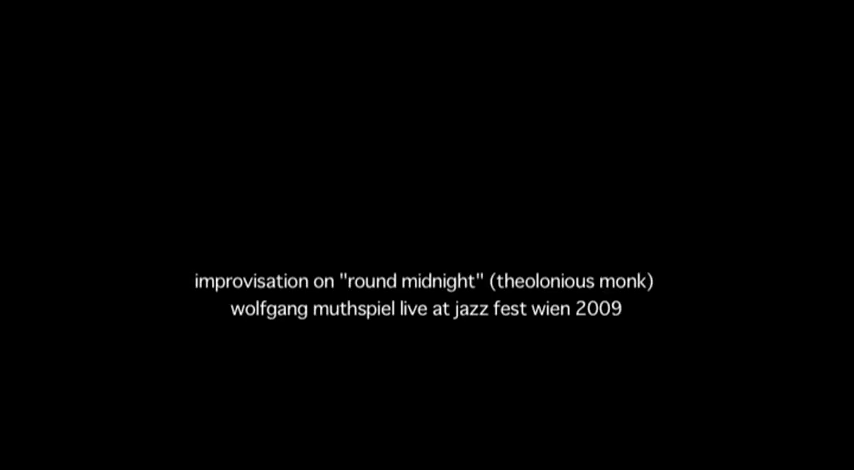 improvisation on "round midnight" (theolonious monk)
wolfgang muthspiel live at jazz fest wien 2009